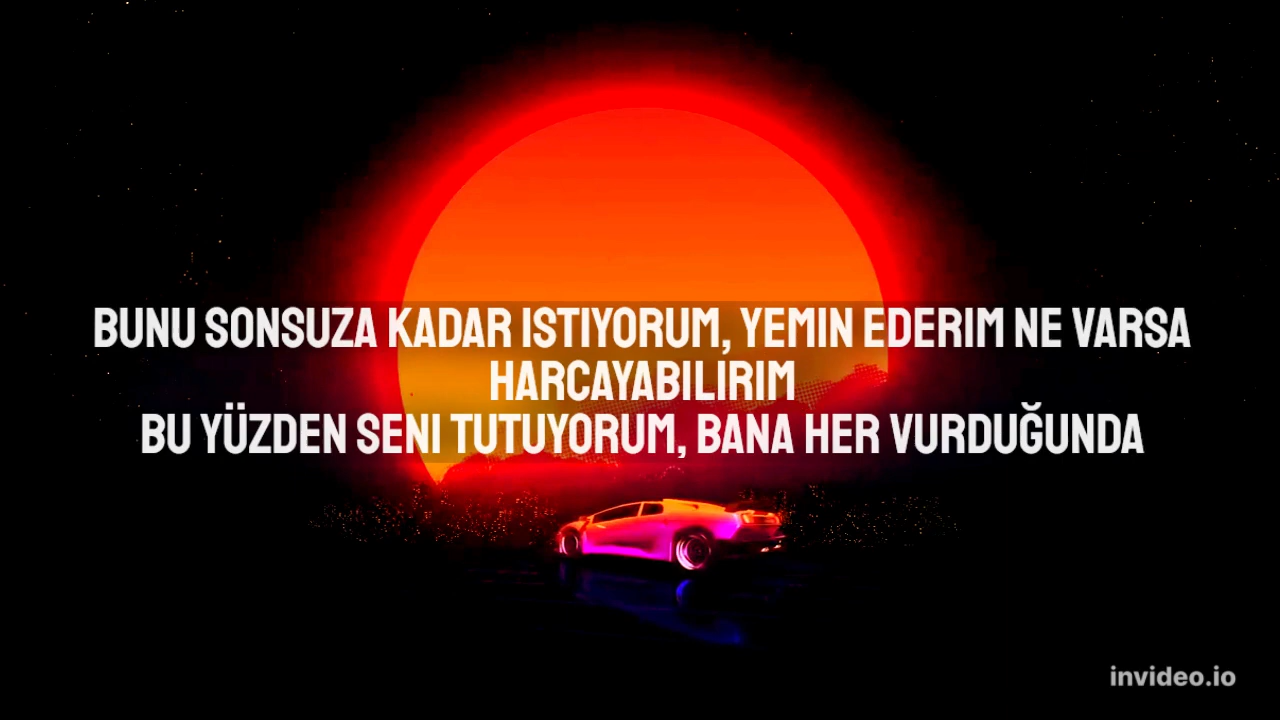 BUNU SONSUZA KADAR ISTIYORUM, YEMIN EDERIM NE VARSA
HARCAYABILIRIM
BU YÜZDEN SENI TUTUYORUM, BANA HER VURDUĞUNDA
invideo.io